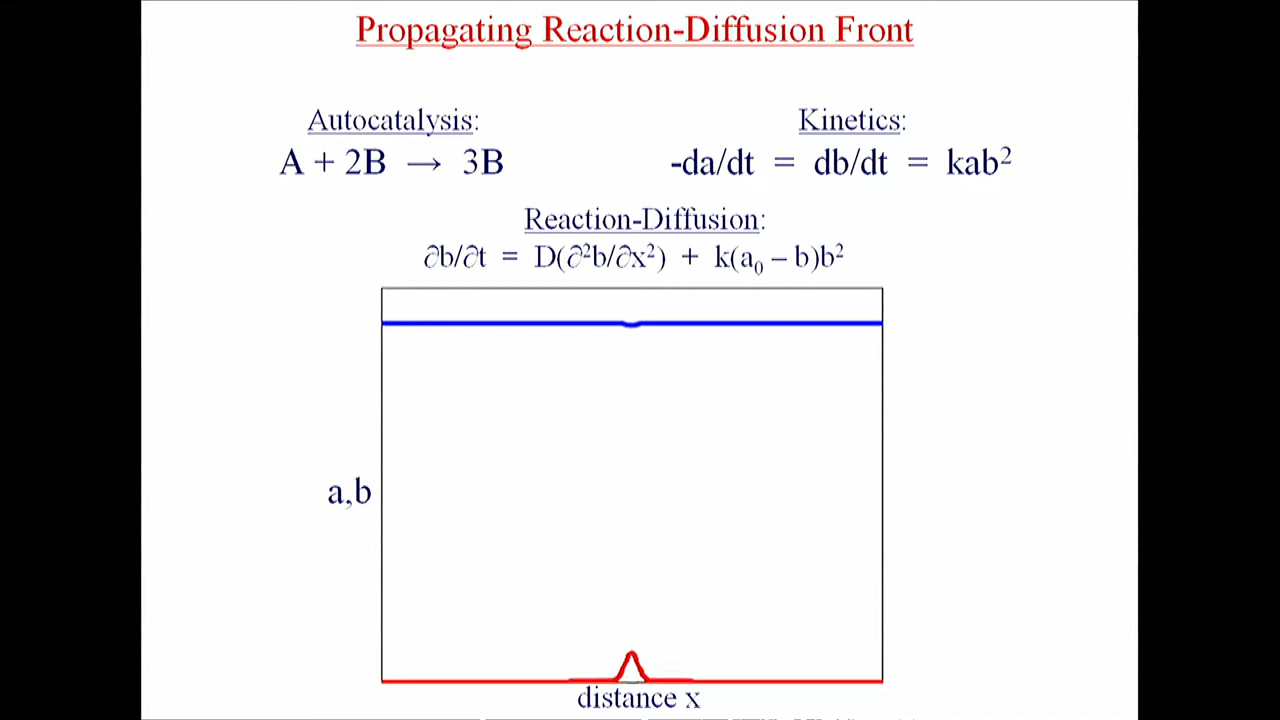 Propagating Reaction-Diffusion Front
Autocatalysis:
Kinetics:
A + 2B → 3B
-da/dt = db/dt = kab²
Reaction-Diffusion:
∂b/∂t = D(∂²b/∂x²) + k(a₀ – b)b²
a,b
distance x